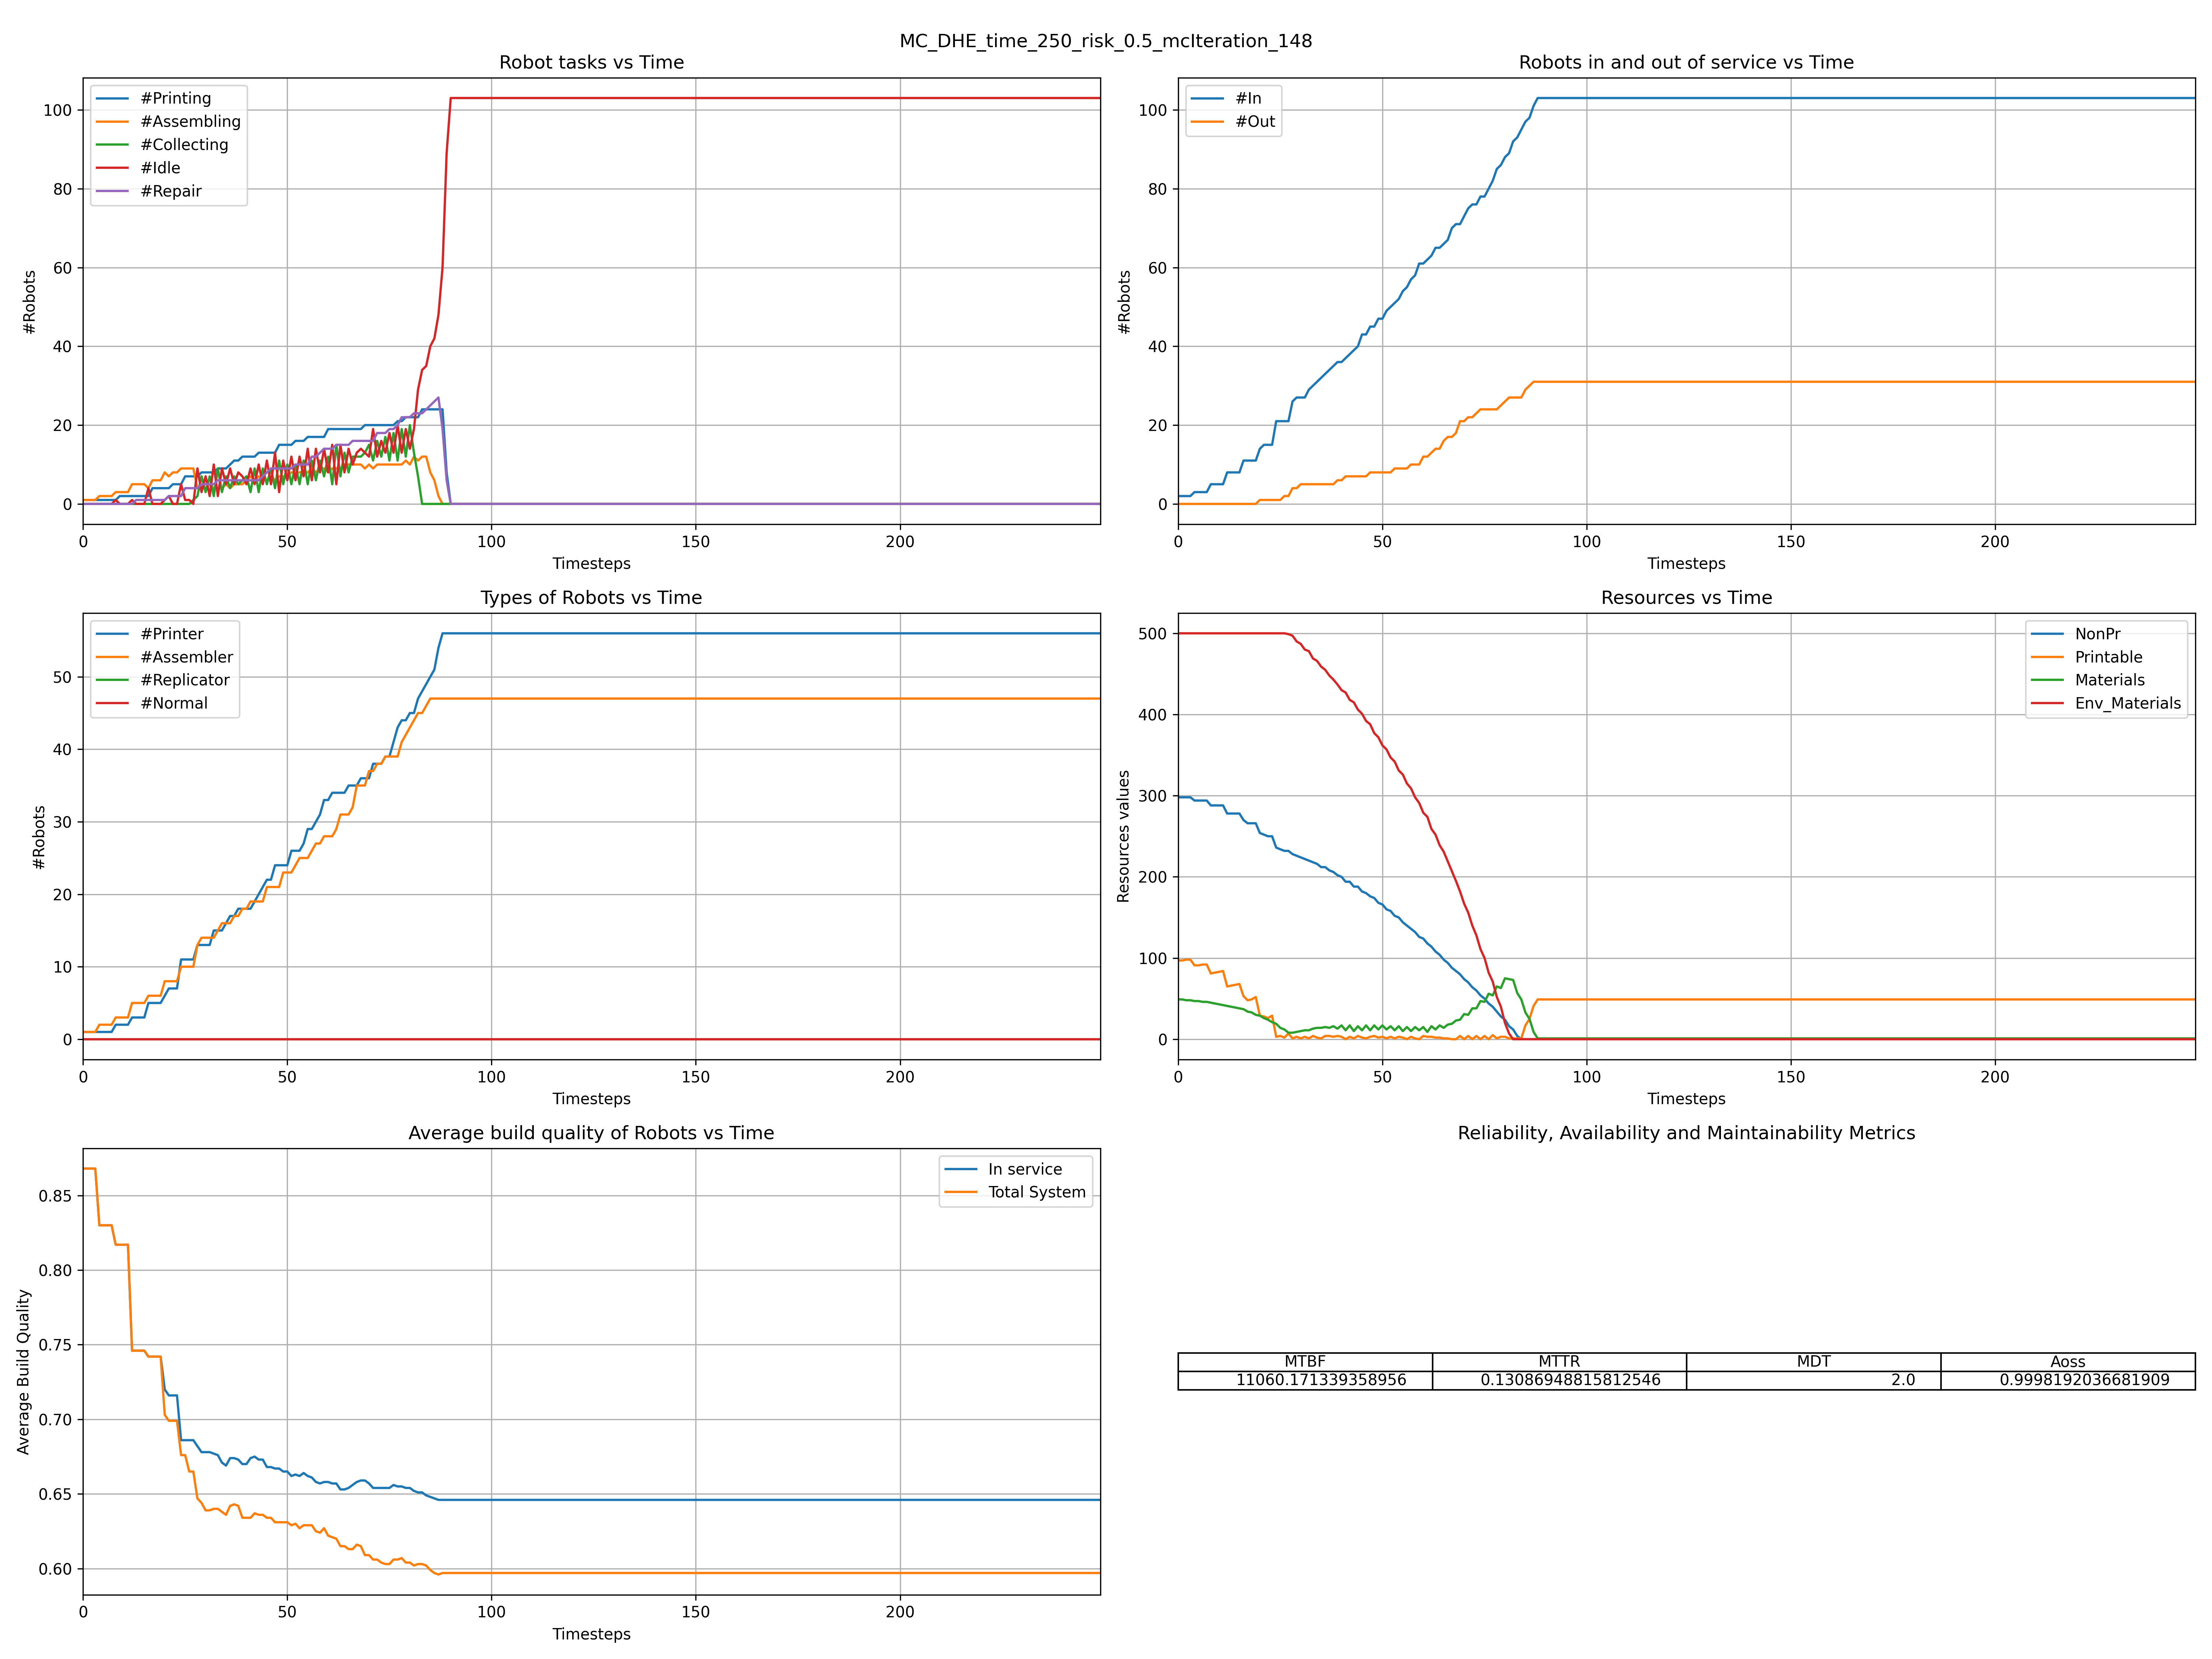 MC_DHE_time_250_risk_0.5_mcIteration_148
Robot tasks vs Time
#Printing
#Assembling
#Collecting
#Idle
#Repair
#Robots
100
80
60
40
20
0
0 50 100 150 200
Timesteps
Robots in and out of service vs Time
#In
#Out
#Robots
100
80
60
40
20
0
0 50 100 150 200
Timesteps
Types of Robots vs Time
#Printer
#Assembler
#Replicator
#Normal
#Robots
50
40
30
20
10
0
0 50 100 150 200
Timesteps
Resources vs Time
NonPr
Printable
Materials
Env_Materials
Resources values
500
400
300
200
100
0
0 50 100 150 200
Timesteps
Average build quality of Robots vs Time
In service
Total System
Average Build Quality
0.85
0.80
0.75
0.70
0.65
0.60
0 50 100 150 200
Timesteps
Reliability, Availability and Maintainability Metrics
MTBF MTTR MDT Aoss
11060.171339358956 0.13086948815812546 2.0 0.9998192036681909